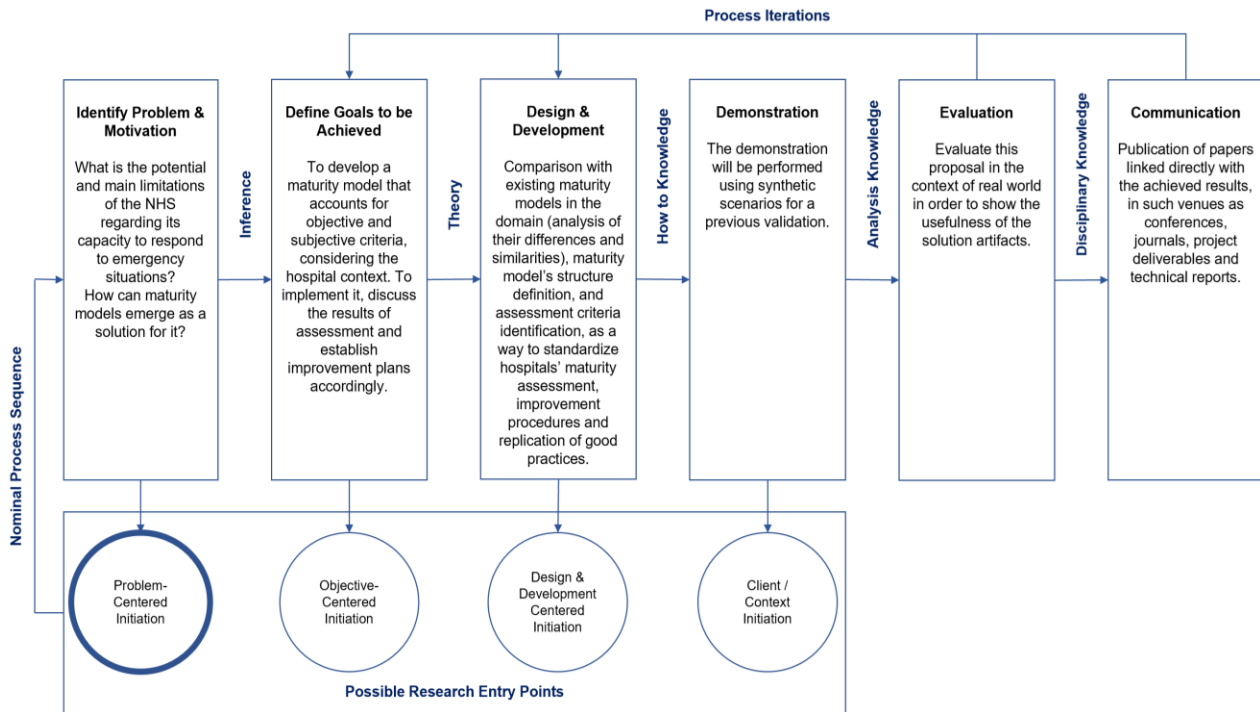 Process Iterations
Identify Problem &
Motivation
What is the potential
and main limitations
of the NHS
regarding its
capacity to respond
to emergency
situations?
How can maturity
models emerge as a
solution for it?
Inference
Define Goals to be
Achieved
To develop a
maturity model that
accounts for
objective and
subjective criteria,
considering the
hospital context. To
implement it, discuss
the results of
assessment and
establish
improvement plans
accordingly.
Theory
Design &
Development
Comparison with
existing maturity
models in the
domain (analysis of
their differences and
similarities), maturity
model’s structure
definition, and
assessment criteria
identification, as a
way to standardize
hospitals’ maturity
assessment,
improvement
procedures and
replication of good
practices.
How to Knowledge
Demonstration
The demonstration
will be performed
using synthetic
scenarios for a
previous validation.
Analysis Knowledge
Evaluation
Evaluate this
proposal in the
context of real world
in order to show the
usefulness of the
solution artifacts.
Disciplinary Knowledge
Communication
Publication of papers
linked directly with
the achieved results,
in such venues as
conferences,
journals, project
deliverables and
technical reports.
Nominal Process Sequence
Problem-
Centered
Initiation
Objective-
Centered
Initiation
Design &
Development
Centered
Initiation
Client /
Context
Initiation
Possible Research Entry Points